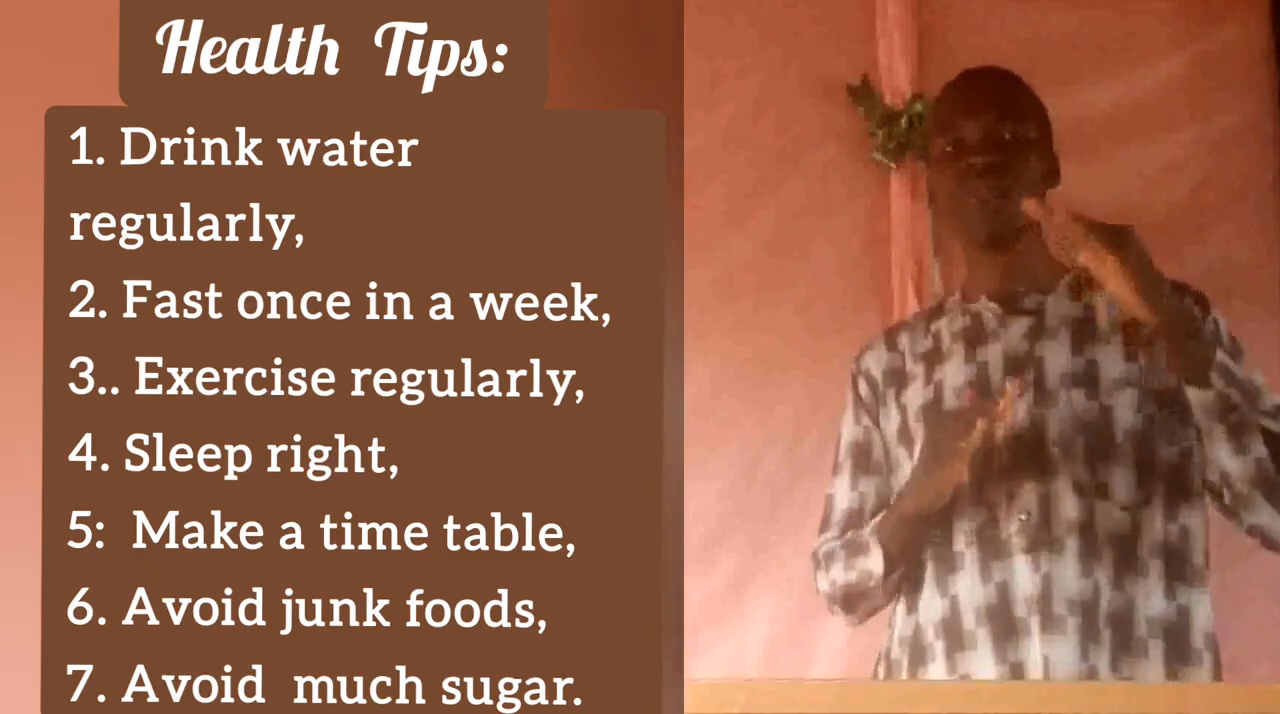 Health Tips:
1. Drink water
regularly,
2. Fast once in a week,
3.. Exercise regularly,
4. Sleep right,
5: Make a time table,
6. Avoid junk foods,
7. Avoid much sugar.